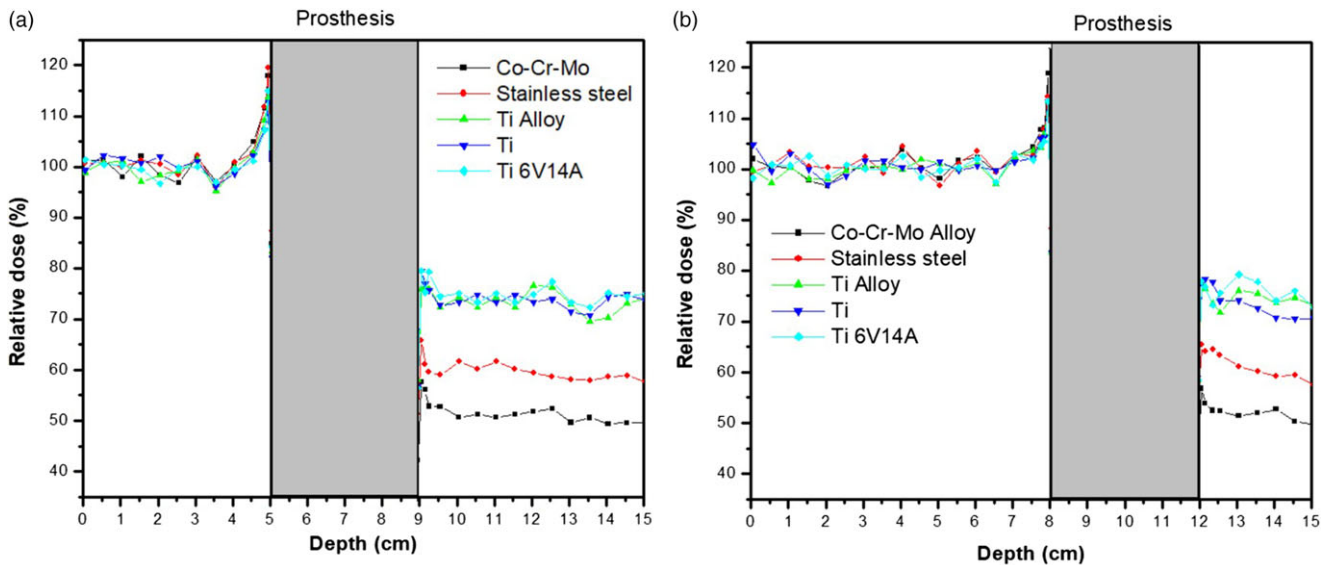 (a)
Prosthesis
120
110
100
90
80
70
60
50
40
Relative dose (%)
Co-Cr-Mo
Stainless steel
Ti Alloy
Ti
Ti 6V14A
0 1 2 3 4 5 6 7 8 9 10 11 12 13 14 15
Depth (cm)
(b)
Prosthesis
120
110
100
90
80
70
60
50
40
Relative dose (%)
Co-Cr-Mo Alloy
Stainless steel
Ti Alloy
Ti
Ti 6V14A
0 1 2 3 4 5 6 7 8 9 10 11 12 13 14 15
Depth (cm)